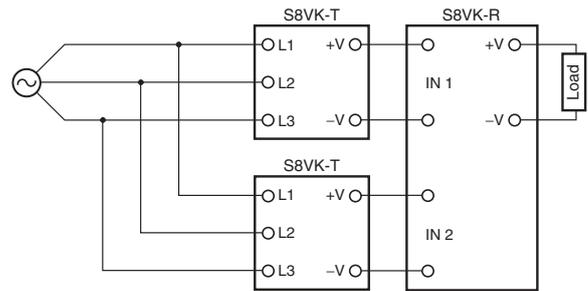 S8VK-T
S8VK-R
L1 +V
+V
IN 1
L2
Load
L3 −V
−V
S8VK-T
L1 +V
L2
IN 2
L3 −V